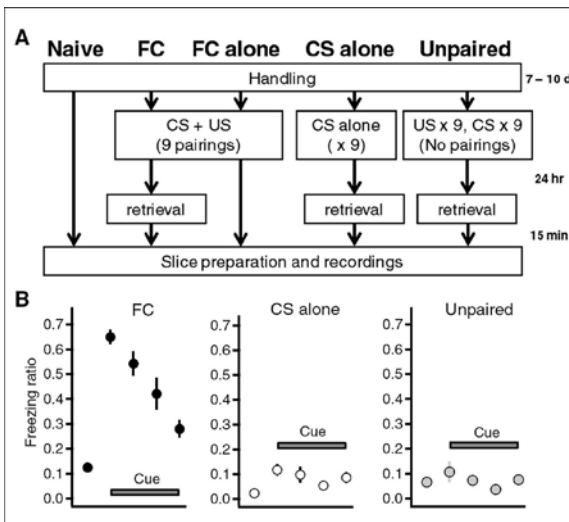 A
Naive FC FC alone CS alone Unpaired
Handling
7 – 10 d
CS + US
(9 pairings)
CS alone
( x 9)
US x 9, CS x 9
(No pairings)
24 hr
retrieval retrieval retrieval
15 min
Slice preparation and recordings
B
FC CS alone Unpaired
Freezing ratio
0.7 0.7 0.7
0.6 0.6 0.6
0.5 0.5 0.5
0.4 0.4 0.4
0.3 0.3 0.3
Cue Cue
0.2 0.2 0.2
0.1 0.1 0.1
Cue
0.0 0.0 0.0